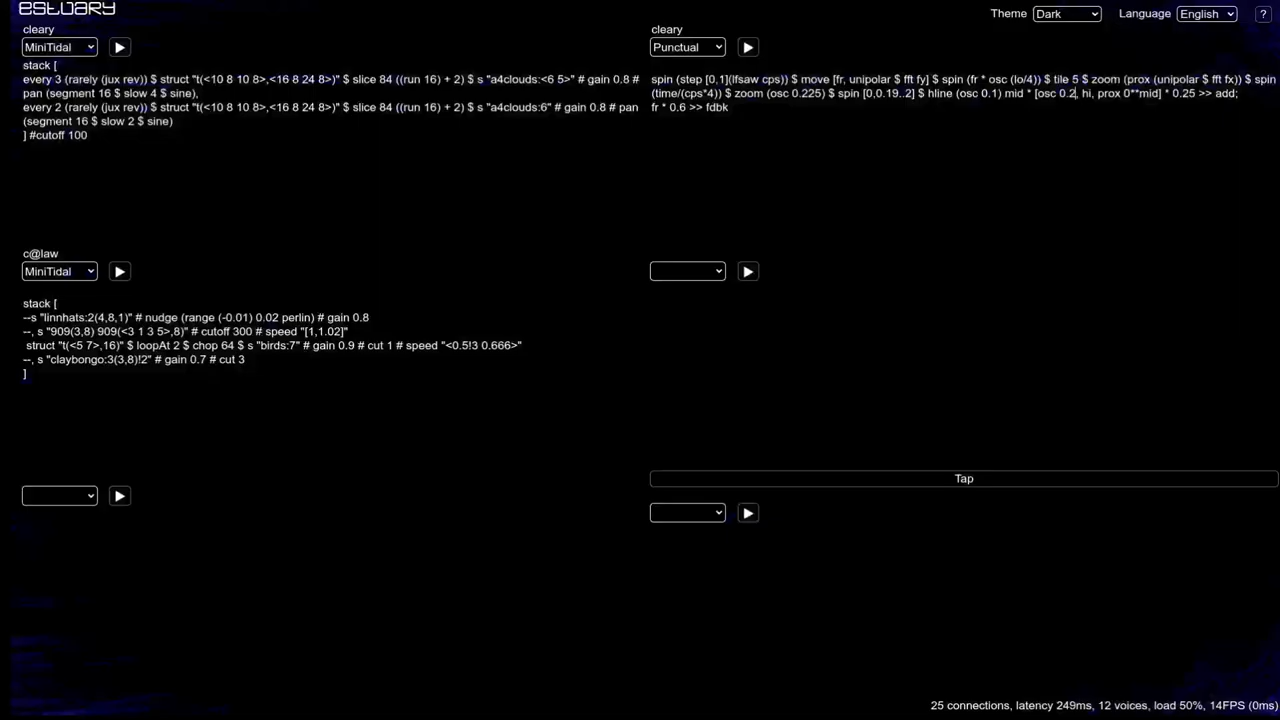 estuary
Theme Dark Language English ?
cleary
MiniTidal
stack [
every 3 (rarely (jux rev)) $ struct "t(<10 8 10 8>,<16 8 24 8>)" $ slice 84 ((run 16) + 2) $ s "a4clouds:<6 5>" # gain 0.8 #
pan (segment 16 $ slow 4 $ sine),
every 2 (rarely (jux rev)) $ struct "t(<10 8 10 8>,<16 8 24 8>)" $ slice 84 ((run 16) + 2) $ s "a4clouds:6" # gain 0.8 # pan
(segment 16 $ slow 2 $ sine)
] #cutoff 100
cleary
Punctual
spin (step [0,1](lfsaw cps)) $ move [fr, unipolar $ fft fy] $ spin (fr * osc (lo/4)) $ tile 5 $ zoom (prox (unipolar $ fft fx)) $ spin
(time/(cps*4)) $ zoom (osc 0.225) $ spin [0,0.19..2] $ hline (osc 0.1) mid * [osc 0.2, hi, prox 0**mid] * 0.25 >> add;
fr * 0.6 >> fdbk
c@law
MiniTidal
stack [
--s "linnhats:2(4,8,1)" # nudge (range (-0.01) 0.02 perlin) # gain 0.8
--, s "909(3,8) 909(<3 1 3 5>,8)" # cutoff 300 # speed "[1,1.02]"
struct "t(<5 7>,16)" $ loopAt 2 $ chop 64 $ s "birds:7" # gain 0.9 # cut 1 # speed "<0.5!3 0.666>"
--, s "claybongo:3(3,8)!2" # gain 0.7 # cut 3
]
Tap
25 connections, latency 249ms, 12 voices, load 50%, 14FPS (0ms)